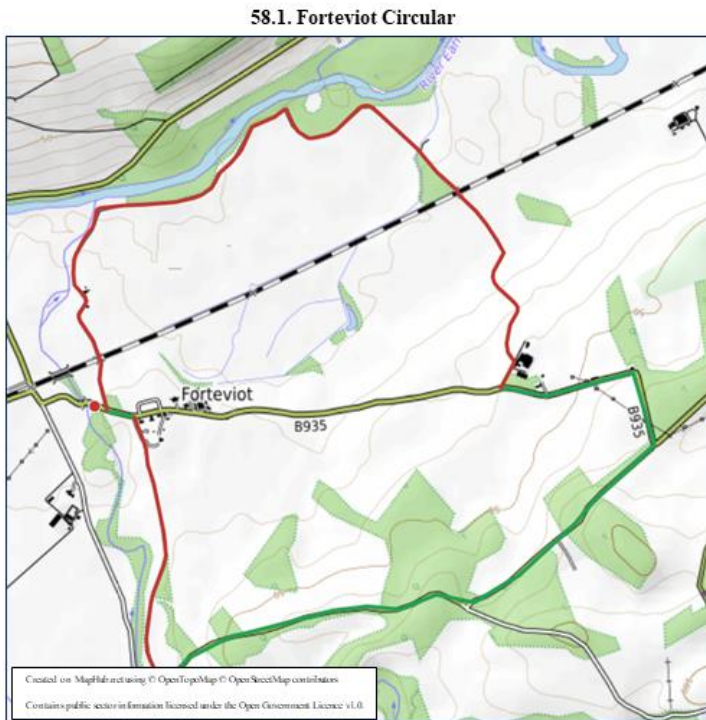 58.1. Forteviot Circular
River Earn
Forteviot
B935
B935
Created on MapHub.net using © OpenTopoMap © OpenStreetMap contributors
Contains public sector information licensed under the Open Government Licence v1.0.